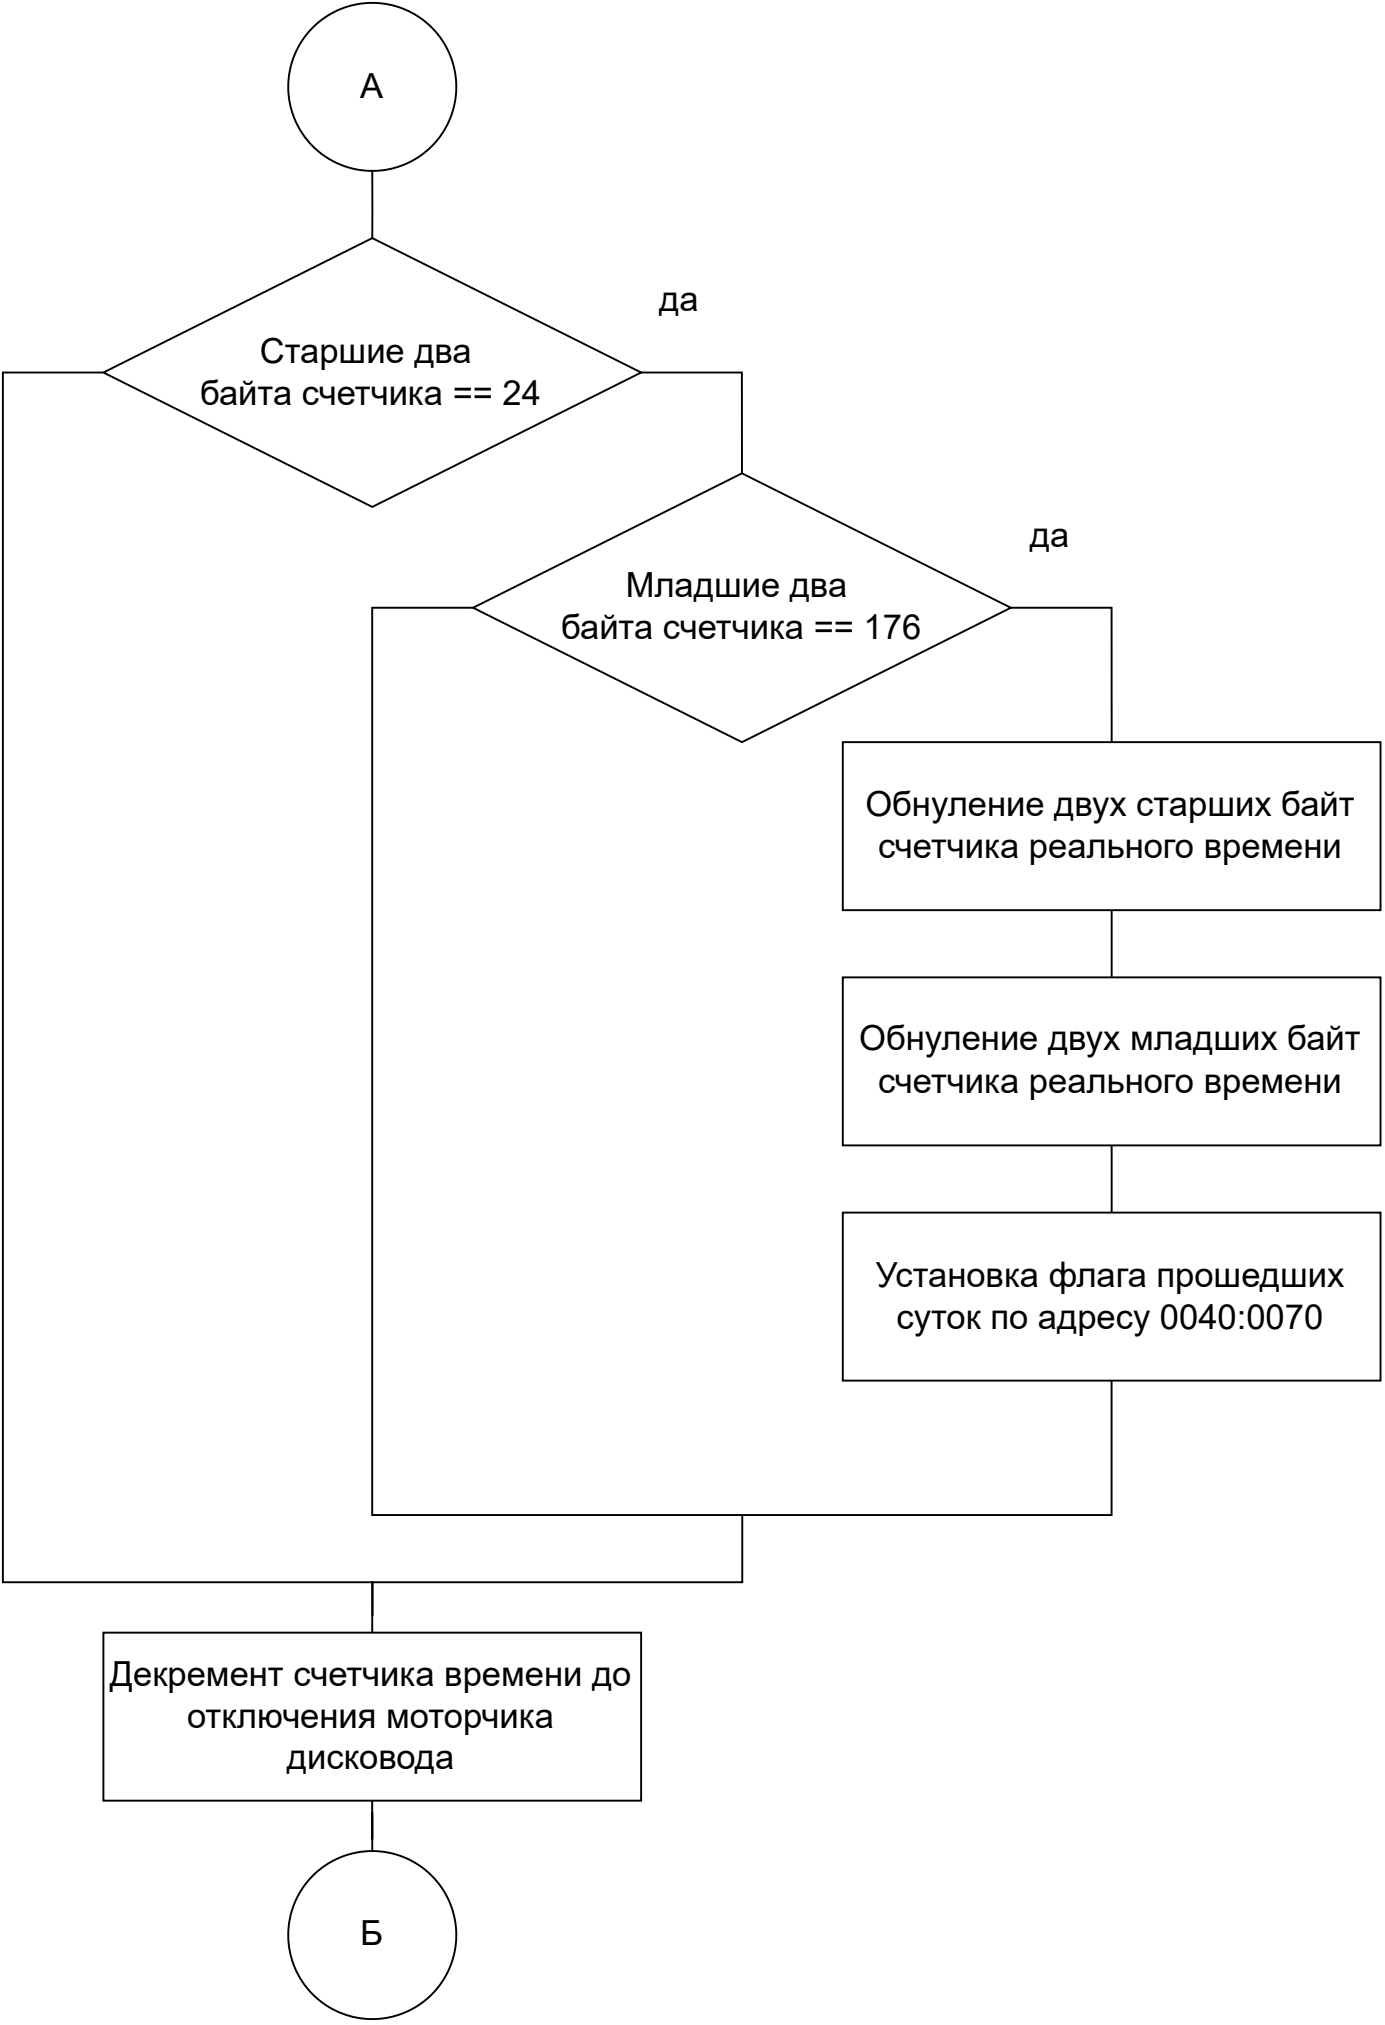 А
да
Старшие два
байта счетчика == 24
да
Младшие два
байта счетчика == 176
Обнуление двух старших байт
счетчика реального времени
Обнуление двух младших байт
счетчика реального времени
Установка флага прошедших
суток по адресу 0040:0070
Декремент счетчика времени до
отключения моторчика
дисковода
Б